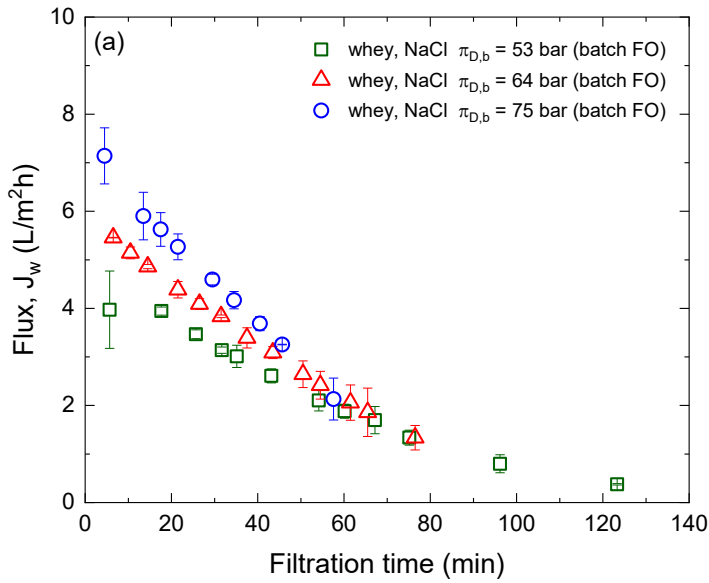 (a)
whey, NaCl π_D,b = 53 bar (batch FO)
whey, NaCl π_D,b = 64 bar (batch FO)
whey, NaCl π_D,b = 75 bar (batch FO)
10
8
6
4
2
0
Flux, J_w (L/m²h)
0 20 40 60 80 100 120 140
Filtration time (min)